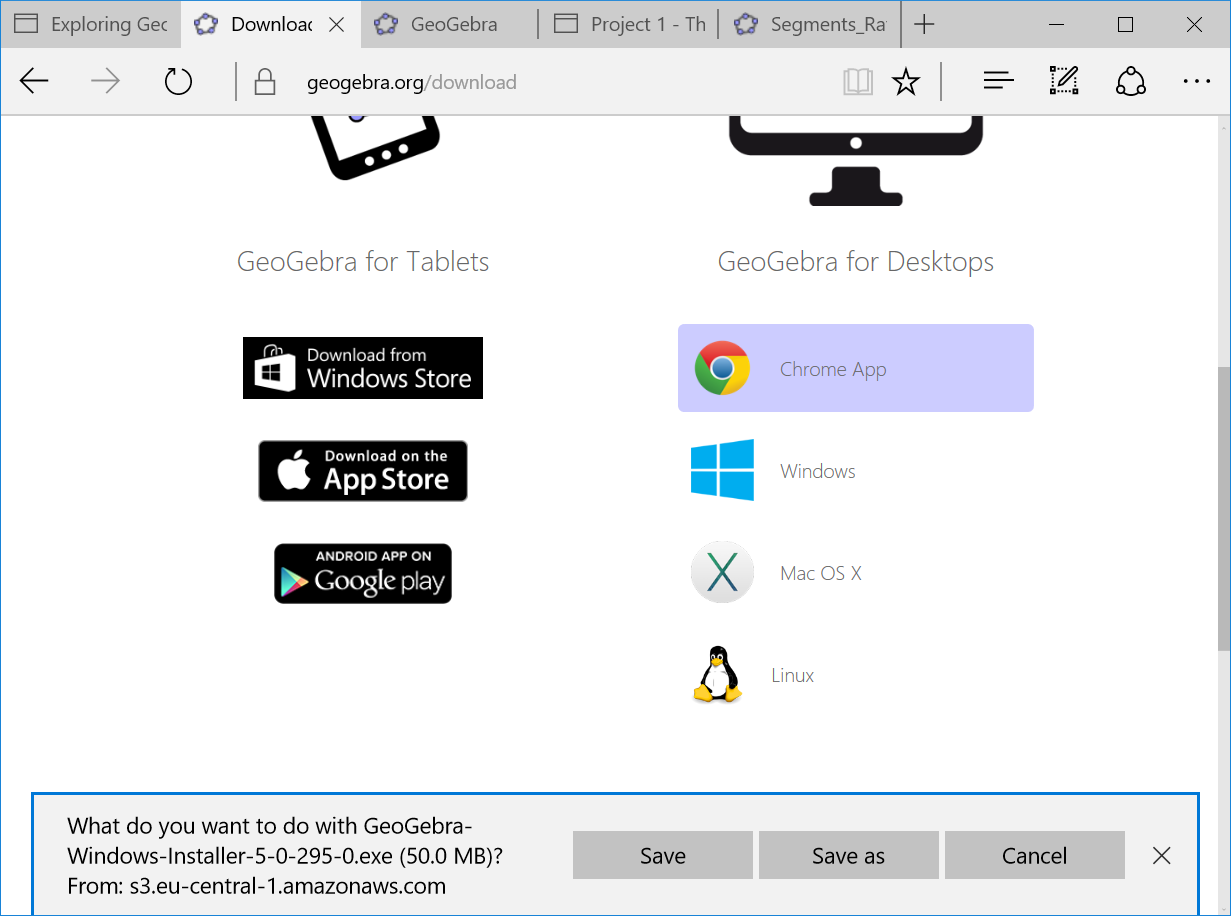 Exploring Geo
Download
GeoGebra
Project 1 - Th
Segments_Ra
geogebra.org/download
GeoGebra for Tablets
GeoGebra for Desktops
Download from
Windows Store
Chrome App
Download on the
App Store
Windows
ANDROID APP ON
Google play
Mac OS X
Linux
What do you want to do with GeoGebra-
Windows-Installer-5-0-295-0.exe (50.0 MB)?
From: s3.eu-central-1.amazonaws.com
Save
Save as
Cancel